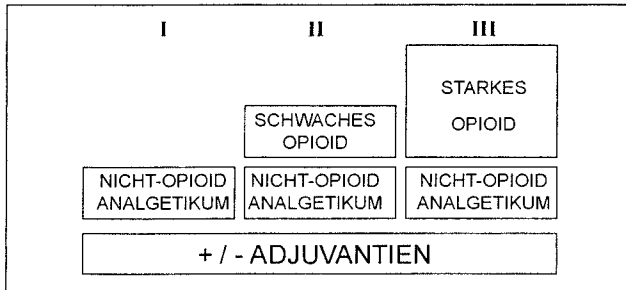 I II III
STARKES
OPIOID
SCHWACHES
OPIOID
NICHT-OPIOID NICHT-OPIOID NICHT-OPIOID
ANALGETIKUM ANALGETIKUM ANALGETIKUM
+ / - ADJUVANTIEN